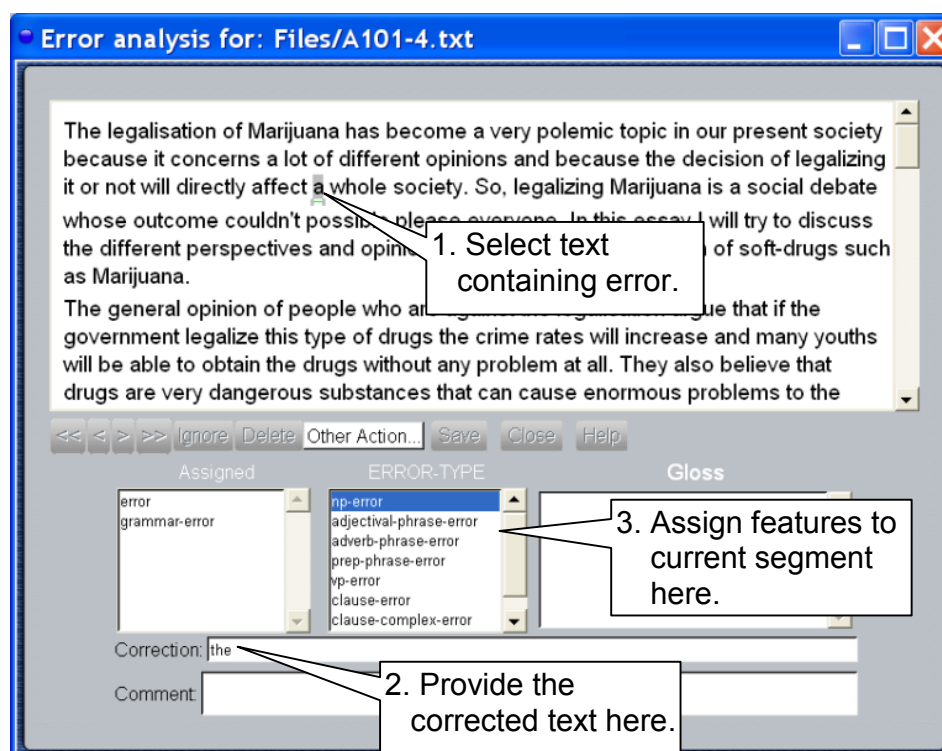 Error analysis for: Files/A101-4.txt
The legalisation of Marijuana has become a very polemic topic in our present society
because it concerns a lot of different opinions and because the decision of legalizing
it or not will directly affect a whole society. So, legalizing Marijuana is a social debate
whose outcome couldn't possible please everyone. In this essay I will try to discuss
the different perspectives and opinio of soft-drugs such
as Marijuana.
1. Select text
containing error.
The general opinion of people who are against the legalisation argue that if the
government legalize this type of drugs the crime rates will increase and many youths
will be able to obtain the drugs without any problem at all. They also believe that
drugs are very dangerous substances that can cause enormous problems to the
<< < > >> Ignore Delete Other Action... Save Close Help
Assigned ERROR-TYPE Gloss
error
grammar-error
np-error
adjectival-phrase-error
adverb-phrase-error
prep-phrase-error
vp-error
clause-error
clause-complex-error
3. Assign features to
current segment
here.
Correction: the
Comment:
2. Provide the
corrected text here.